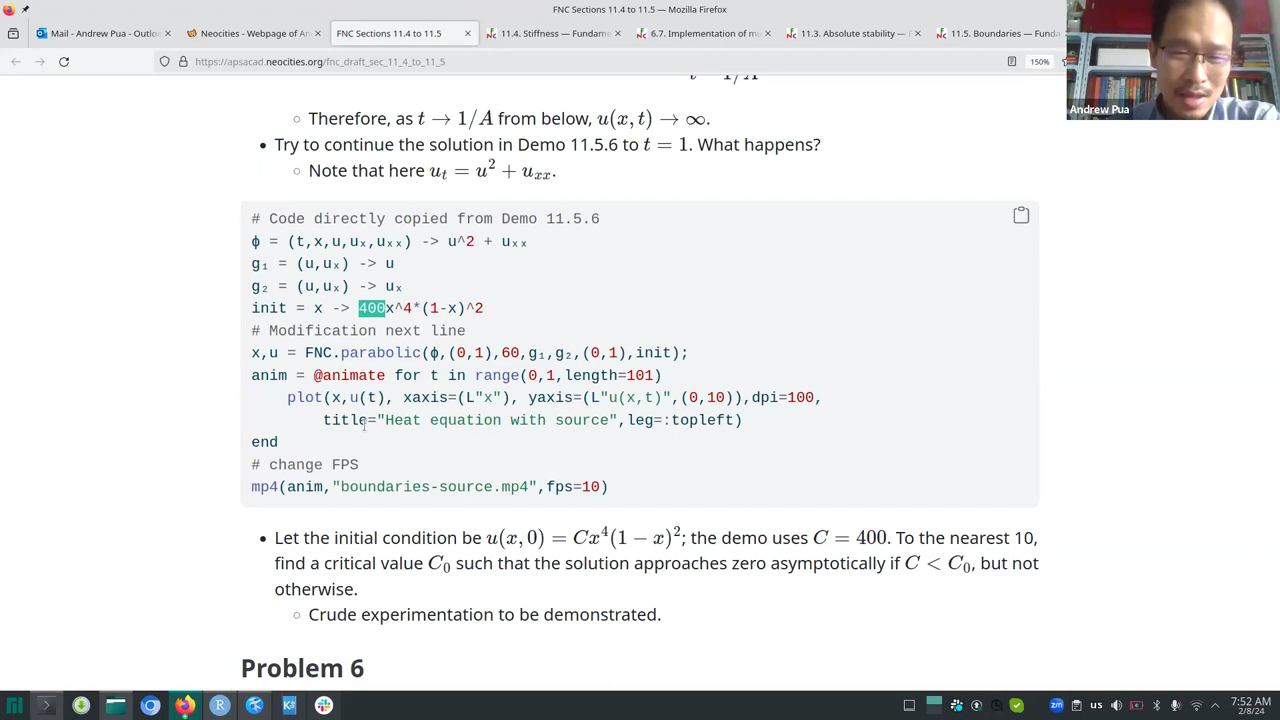 FNC Sections 11.4 to 11.5 — Mozilla Firefox
Mail - Andrew Pua - Outloo
Neocities - Webpage of An
FNC Sections 11.4 to 11.5
11.4. Stiffness — Fundame
6.7. Implementation of mu
11.3. Absolute stability — F
11.5. Boundaries — Funda
https://apsacad.neocities.org/fnc_draft_sec_11_4_to_11_5
150%
Andrew Pua
t → 1/A
Therefore, as t → 1/A from below, u(x, t) → ∞.
Try to continue the solution in Demo 11.5.6 to t = 1. What happens?
Note that here uₜ = u² + uₓₓ.
# Code directly copied from Demo 11.5.6
ϕ = (t,x,u,uₓ,uₓₓ) -> u^2 + uₓₓ
g₁ = (u,uₓ) -> u
g₂ = (u,uₓ) -> uₓ
init = x -> 400x^4*(1-x)^2
# Modification next line
x,u = FNC.parabolic(ϕ,(0,1),60,g₁,g₂,(0,1),init);
anim = @animate for t in range(0,1,length=101)
plot(x,u(t), xaxis=(L"x"), yaxis=(L"u(x,t)",(0,10)),dpi=100,
title="Heat equation with source",leg=:topleft)
end
# change FPS
mp4(anim,"boundaries-source.mp4",fps=10)
Let the initial condition be u(x, 0) = Cx⁴(1 − x)²; the demo uses C = 400. To the nearest 10,
find a critical value C₀ such that the solution approaches zero asymptotically if C < C₀, but not
otherwise.
Crude experimentation to be demonstrated.
Problem 6
us
7:52 AM
2/8/24